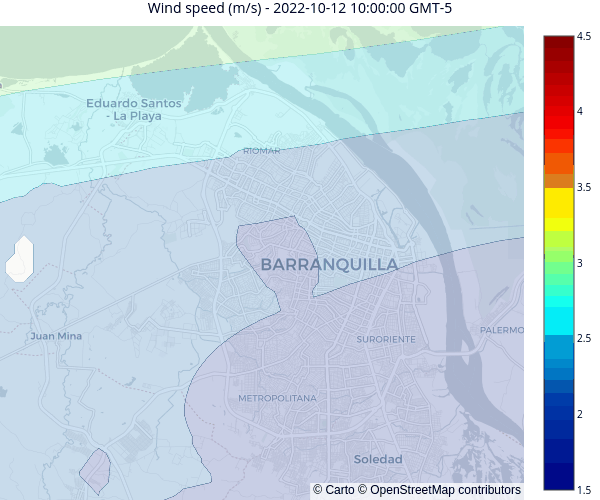 Wind speed (m/s) - 2022-10-12 10:00:00 GMT-5
4.5
4
3.5
3
2.5
2
1.5
Eduardo Santos
- La Playa
RIOMAR
BARRANQUILLA
Juan Mina
SURORIENTE
PALERMO
METROPOLITANA
Soledad
© Carto © OpenStreetMap contributors